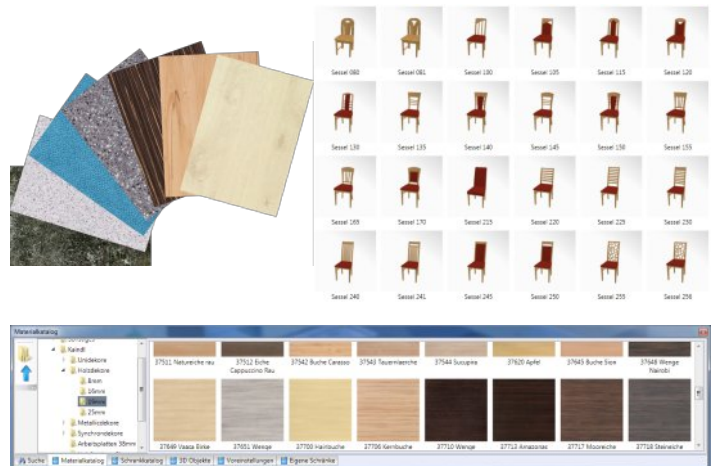 Sessel 080 Sessel 081 Sessel 100 Sessel 105 Sessel 115 Sessel 120
Sessel 130 Sessel 135 Sessel 140 Sessel 145 Sessel 150 Sessel 155
Sessel 165 Sessel 170 Sessel 215 Sessel 220 Sessel 225 Sessel 230
Sessel 240 Sessel 241 Sessel 245 Sessel 250 Sessel 255 Sessel 256
Materialkatalog
Kaindl
Unidekore
Holzdekore
8mm
16mm
25mm
Metallicdekore
Synchrondekore
Arbeitsplatten 38mm
37511 Natureiche rau 37512 Eiche Cappuccino Rau 37542 Buche Carasso 37543 Tauernlaerche 37544 Sucupira 37620 Apfel 37645 Buche Sion 37648 Wenge Nairobi
37649 Vaasa Birke 37651 Wenge 37703 Hainbuche 37706 Kernbuche 37710 Wenge 37713 Amazonas 37717 Mooreiche 37718 Steineiche
Suche Materialkatalog Schrankkatalog 3D Objekte Voreinstellungen Eigene Schränke